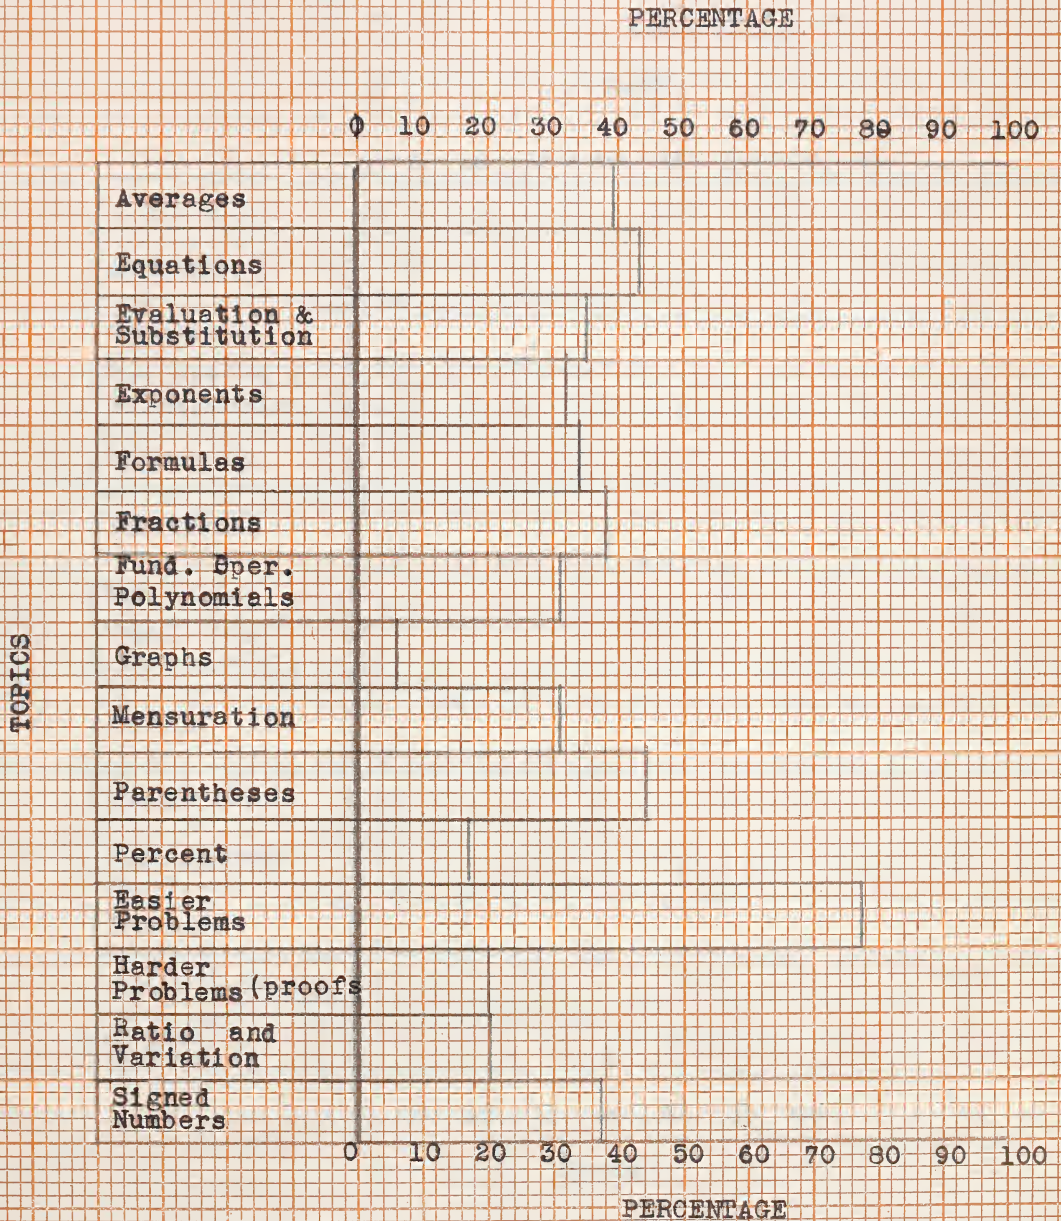 PERCENTAGE
0 10 20 30 40 50 60 70 80 90 100
TOPICS
Averages
Equations
Evaluation &
Substitution
Exponents
Formulas
Fractions
Fund. Oper.
Polynomials
Graphs
Mensuration
Parentheses
Percent
Easier
Problems
Harder
Problems (proofs
Ratio and
Variation
Signed
Numbers
0 10 20 30 40 50 60 70 80 90 100
PERCENTAGE